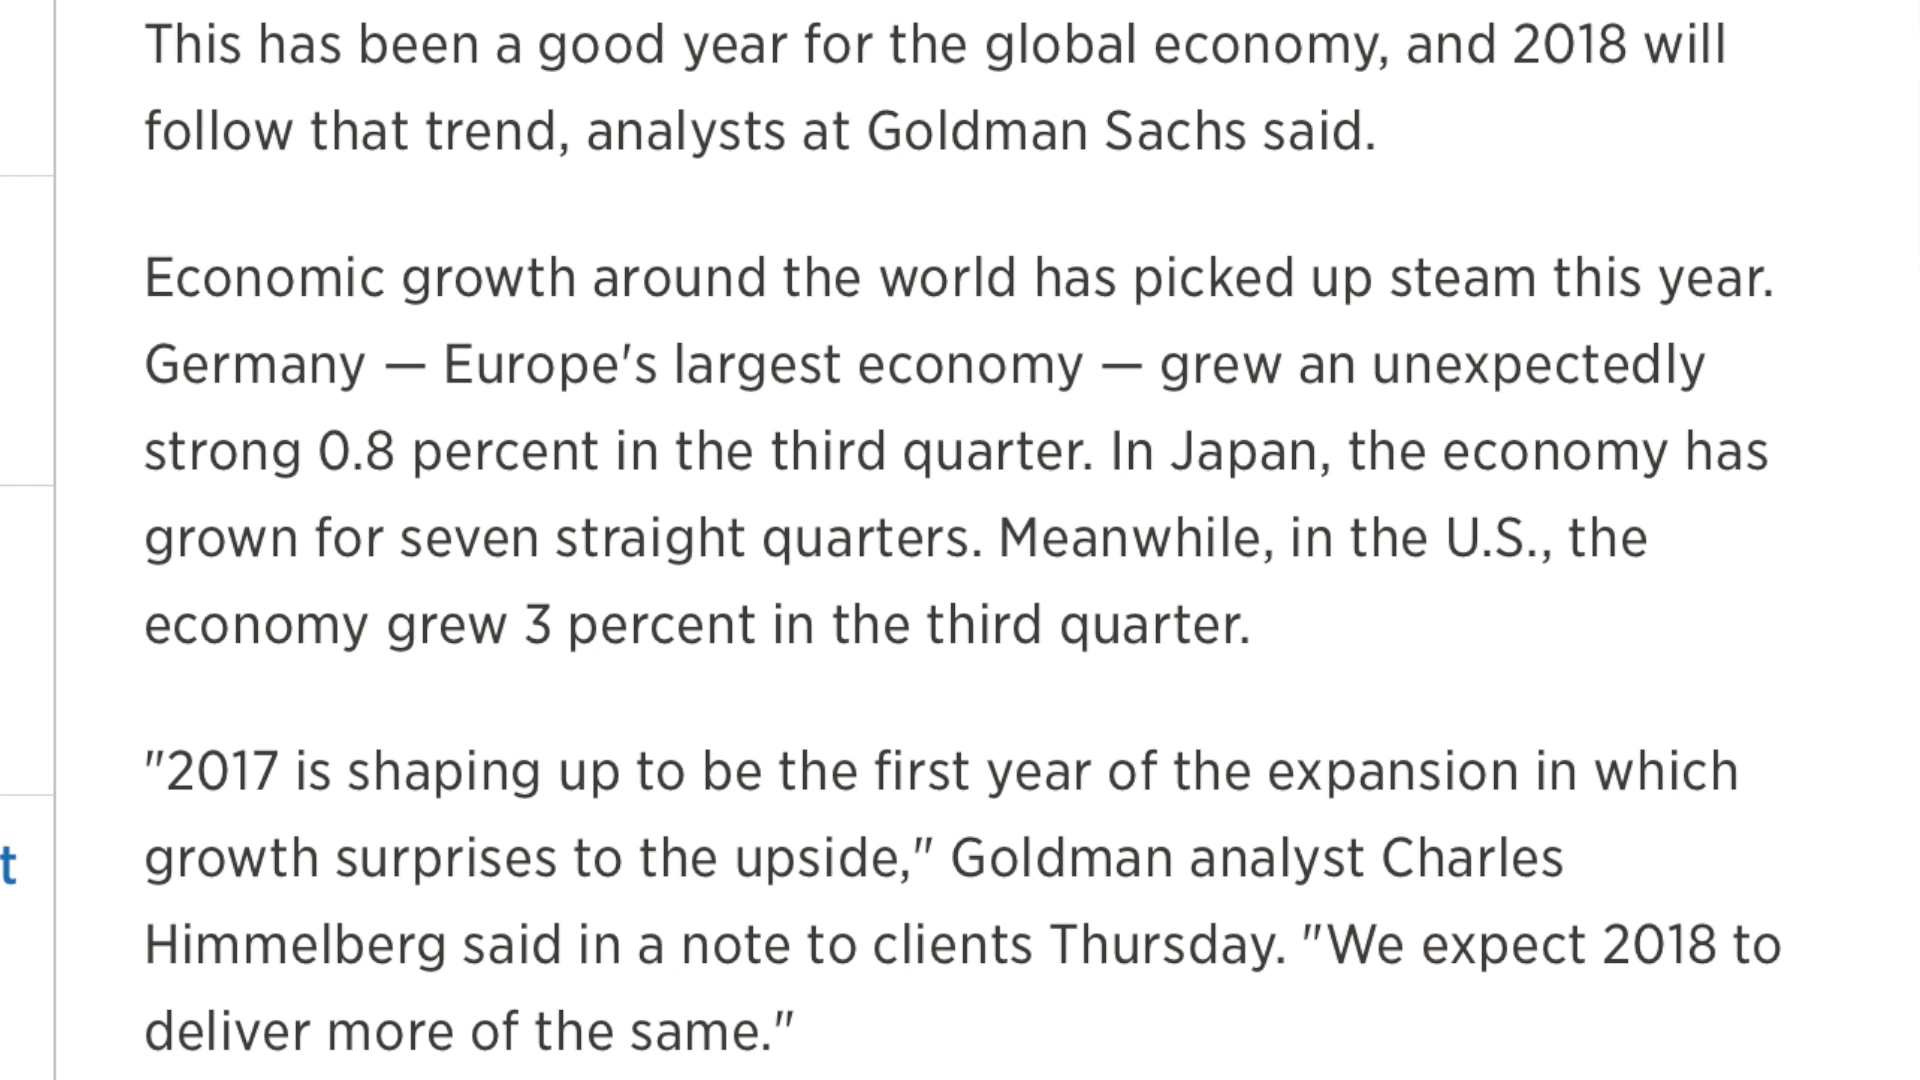 This has been a good year for the global economy, and 2018 will
follow that trend, analysts at Goldman Sachs said.
Economic growth around the world has picked up steam this year.
Germany — Europe's largest economy — grew an unexpectedly
strong 0.8 percent in the third quarter. In Japan, the economy has
grown for seven straight quarters. Meanwhile, in the U.S., the
economy grew 3 percent in the third quarter.
"2017 is shaping up to be the first year of the expansion in which
growth surprises to the upside," Goldman analyst Charles
Himmelberg said in a note to clients Thursday. "We expect 2018 to
deliver more of the same."
t